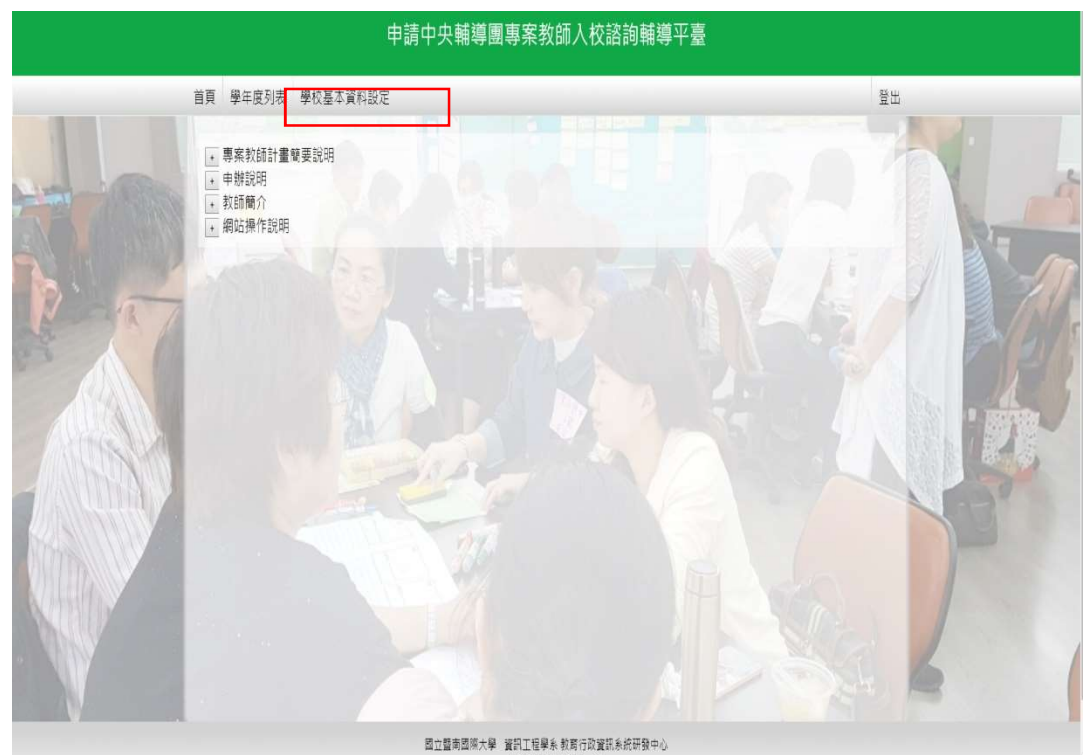 申請中央輔導團專案教師入校諮詢輔導平臺
首頁 學年度列表 學校基本資料設定 登出
+ 專案教師計畫簡要說明
+ 申辦說明
+ 教師簡介
+ 網站操作說明
國立暨南國際大學 資訊工程學系 教育行政資訊系統研發中心